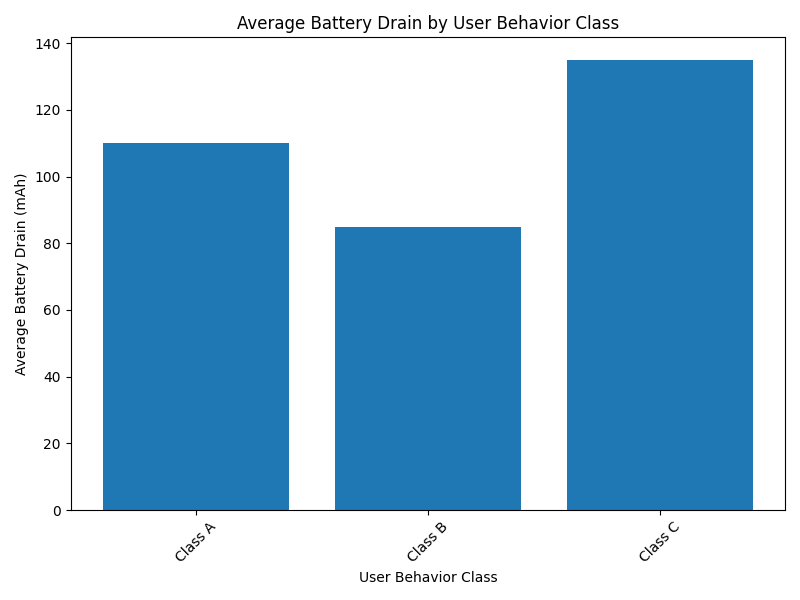 Average Battery Drain by User Behavior Class
Average Battery Drain (mAh)
140
120
100
80
60
40
20
0
Class A
Class B
Class C
User Behavior Class